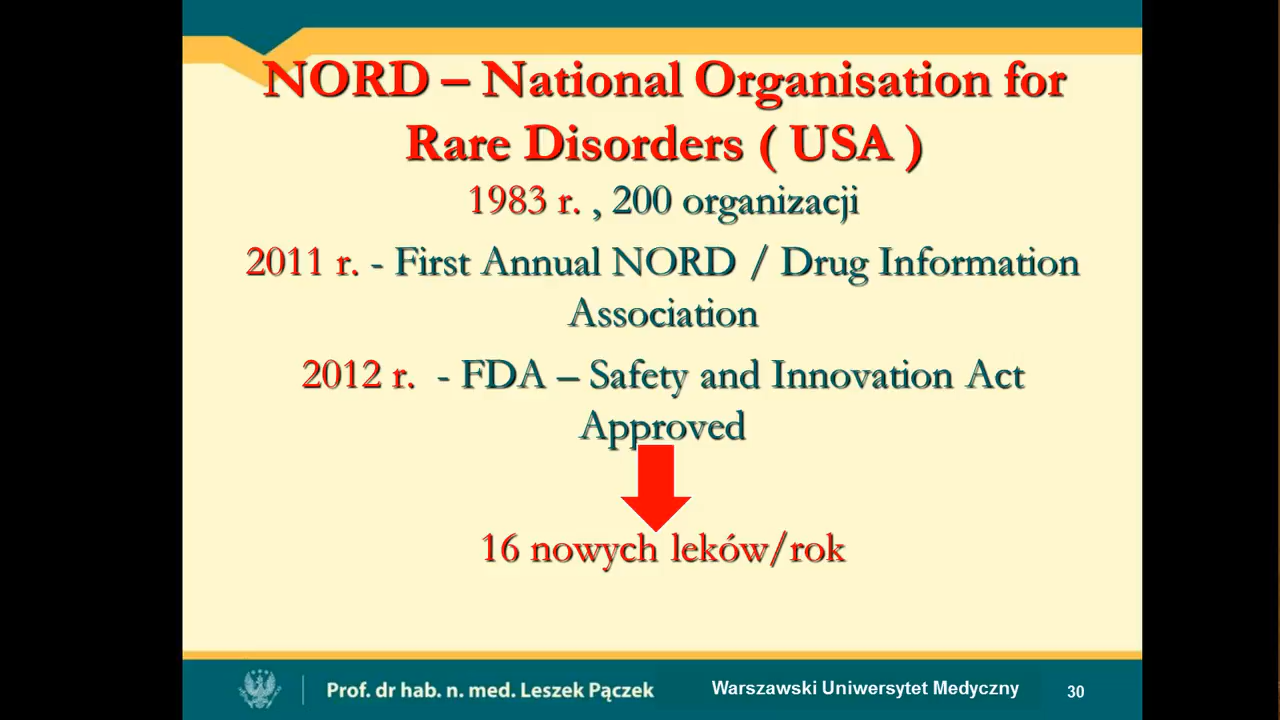 NORD – National Organisation for
Rare Disorders ( USA )
1983 r. , 200 organizacji
2011 r. - First Annual NORD / Drug Information
Association
2012 r.  - FDA – Safety and Innovation Act
Approved
16 nowych leków/rok
Prof. dr hab. n. med. Leszek Pączek
Warszawski Uniwersytet Medyczny
30